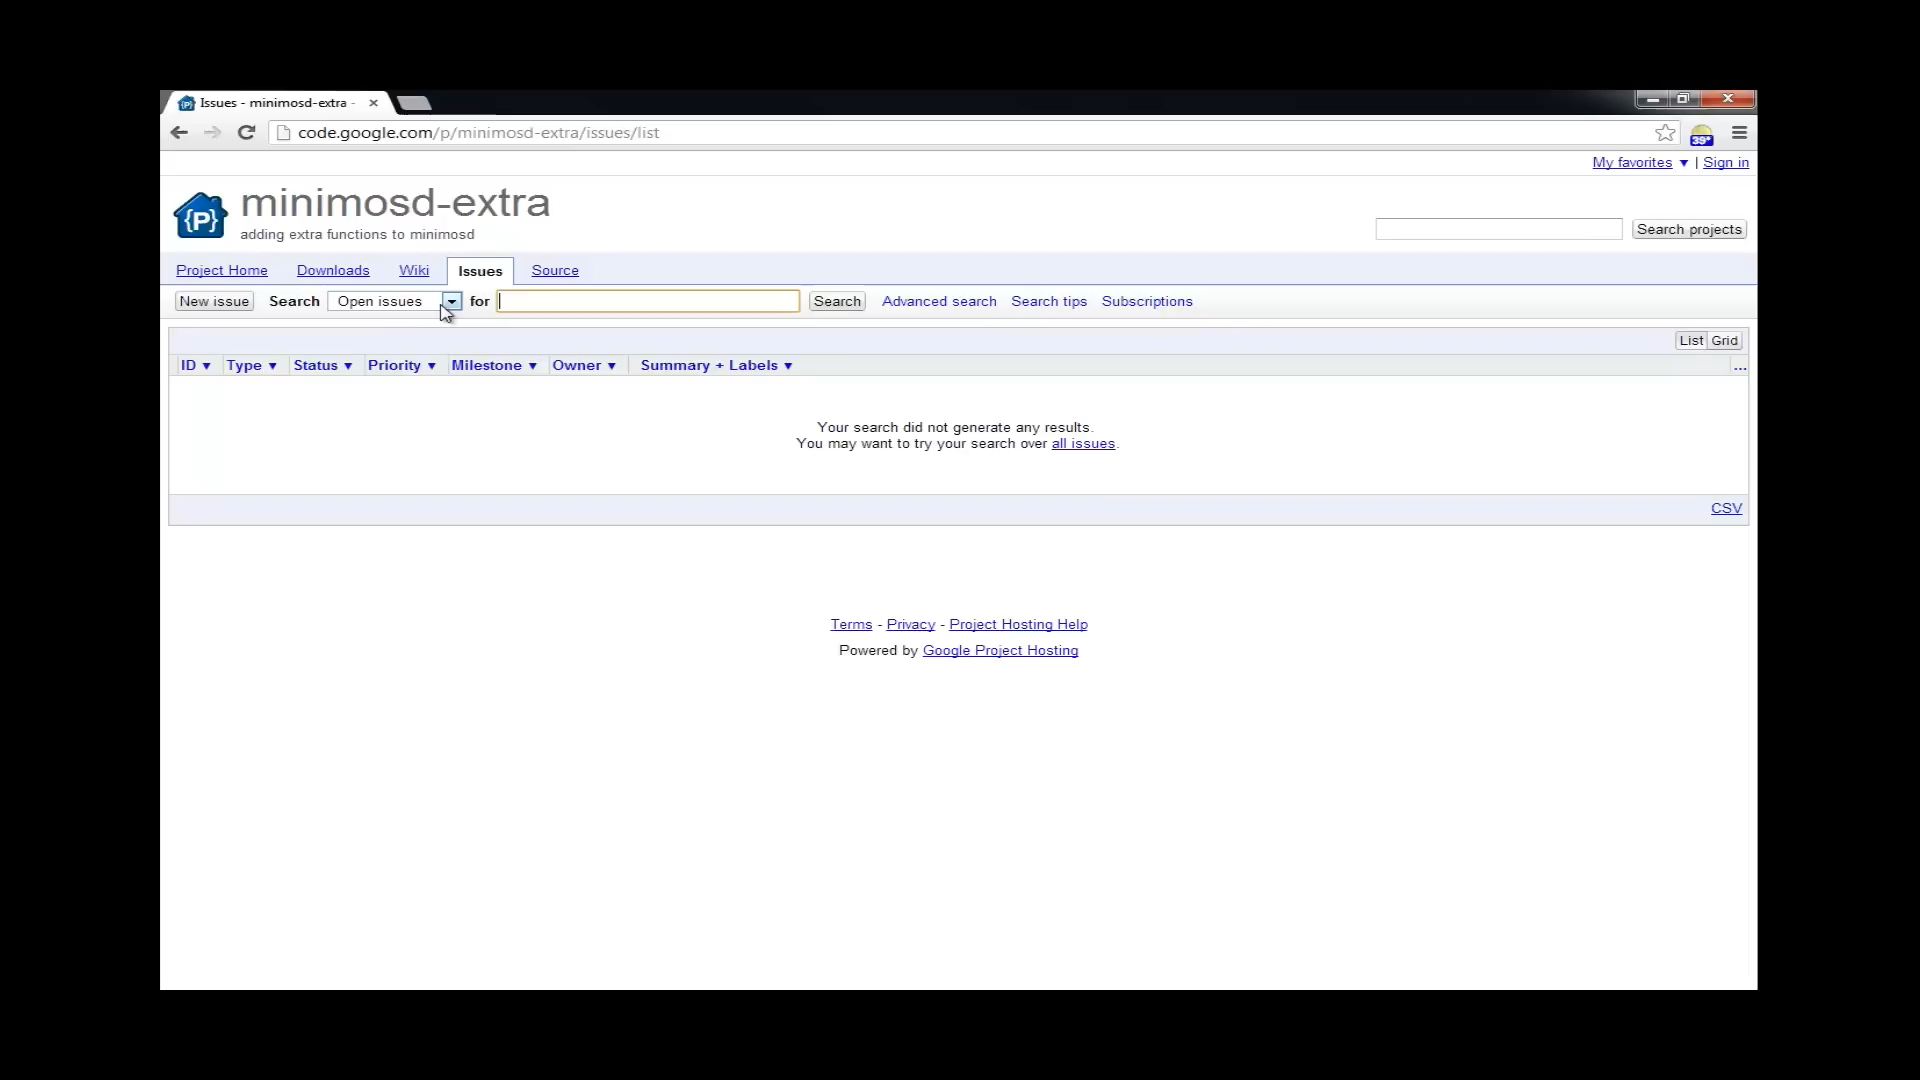 Issues - minimosd-extra -
code.google.com/p/minimosd-extra/issues/list
39°
My favorites ▼ | Sign in
{P}
minimosd-extra
adding extra functions to minimosd
Search projects
Project Home Downloads Wiki Issues Source
New issue Search Open issues for Search Advanced search Search tips Subscriptions
List Grid
ID ▼ Type ▼ Status ▼ Priority ▼ Milestone ▼ Owner ▼ Summary + Labels ▼ ...
Your search did not generate any results.
You may want to try your search over all issues.
CSV
Terms - Privacy - Project Hosting Help
Powered by Google Project Hosting